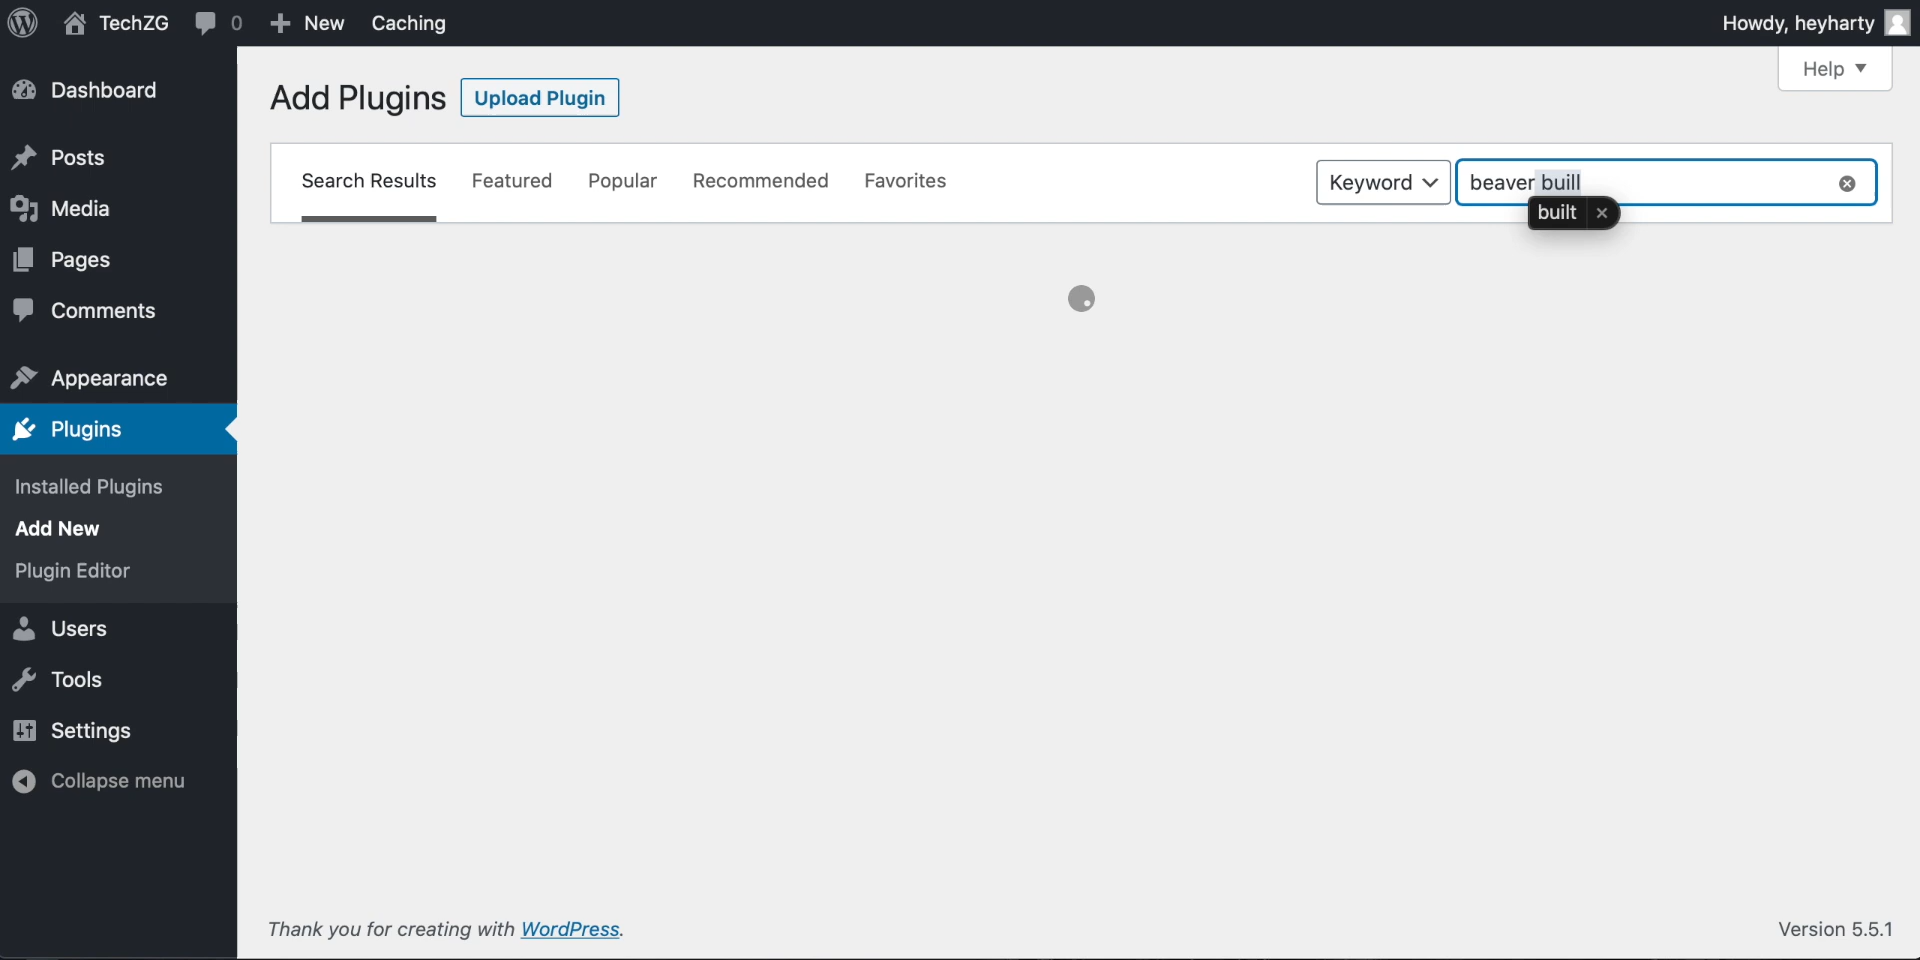 TechZG 0 New Caching Howdy, heyharty
Help
Dashboard
Posts
Media
Pages
Comments
Appearance
Plugins
Installed Plugins
Add New
Plugin Editor
Users
Tools
Settings
Collapse menu
Add Plugins Upload Plugin
Search Results Featured Popular Recommended Favorites Keyword beaver buill
built
Thank you for creating with WordPress. Version 5.5.1